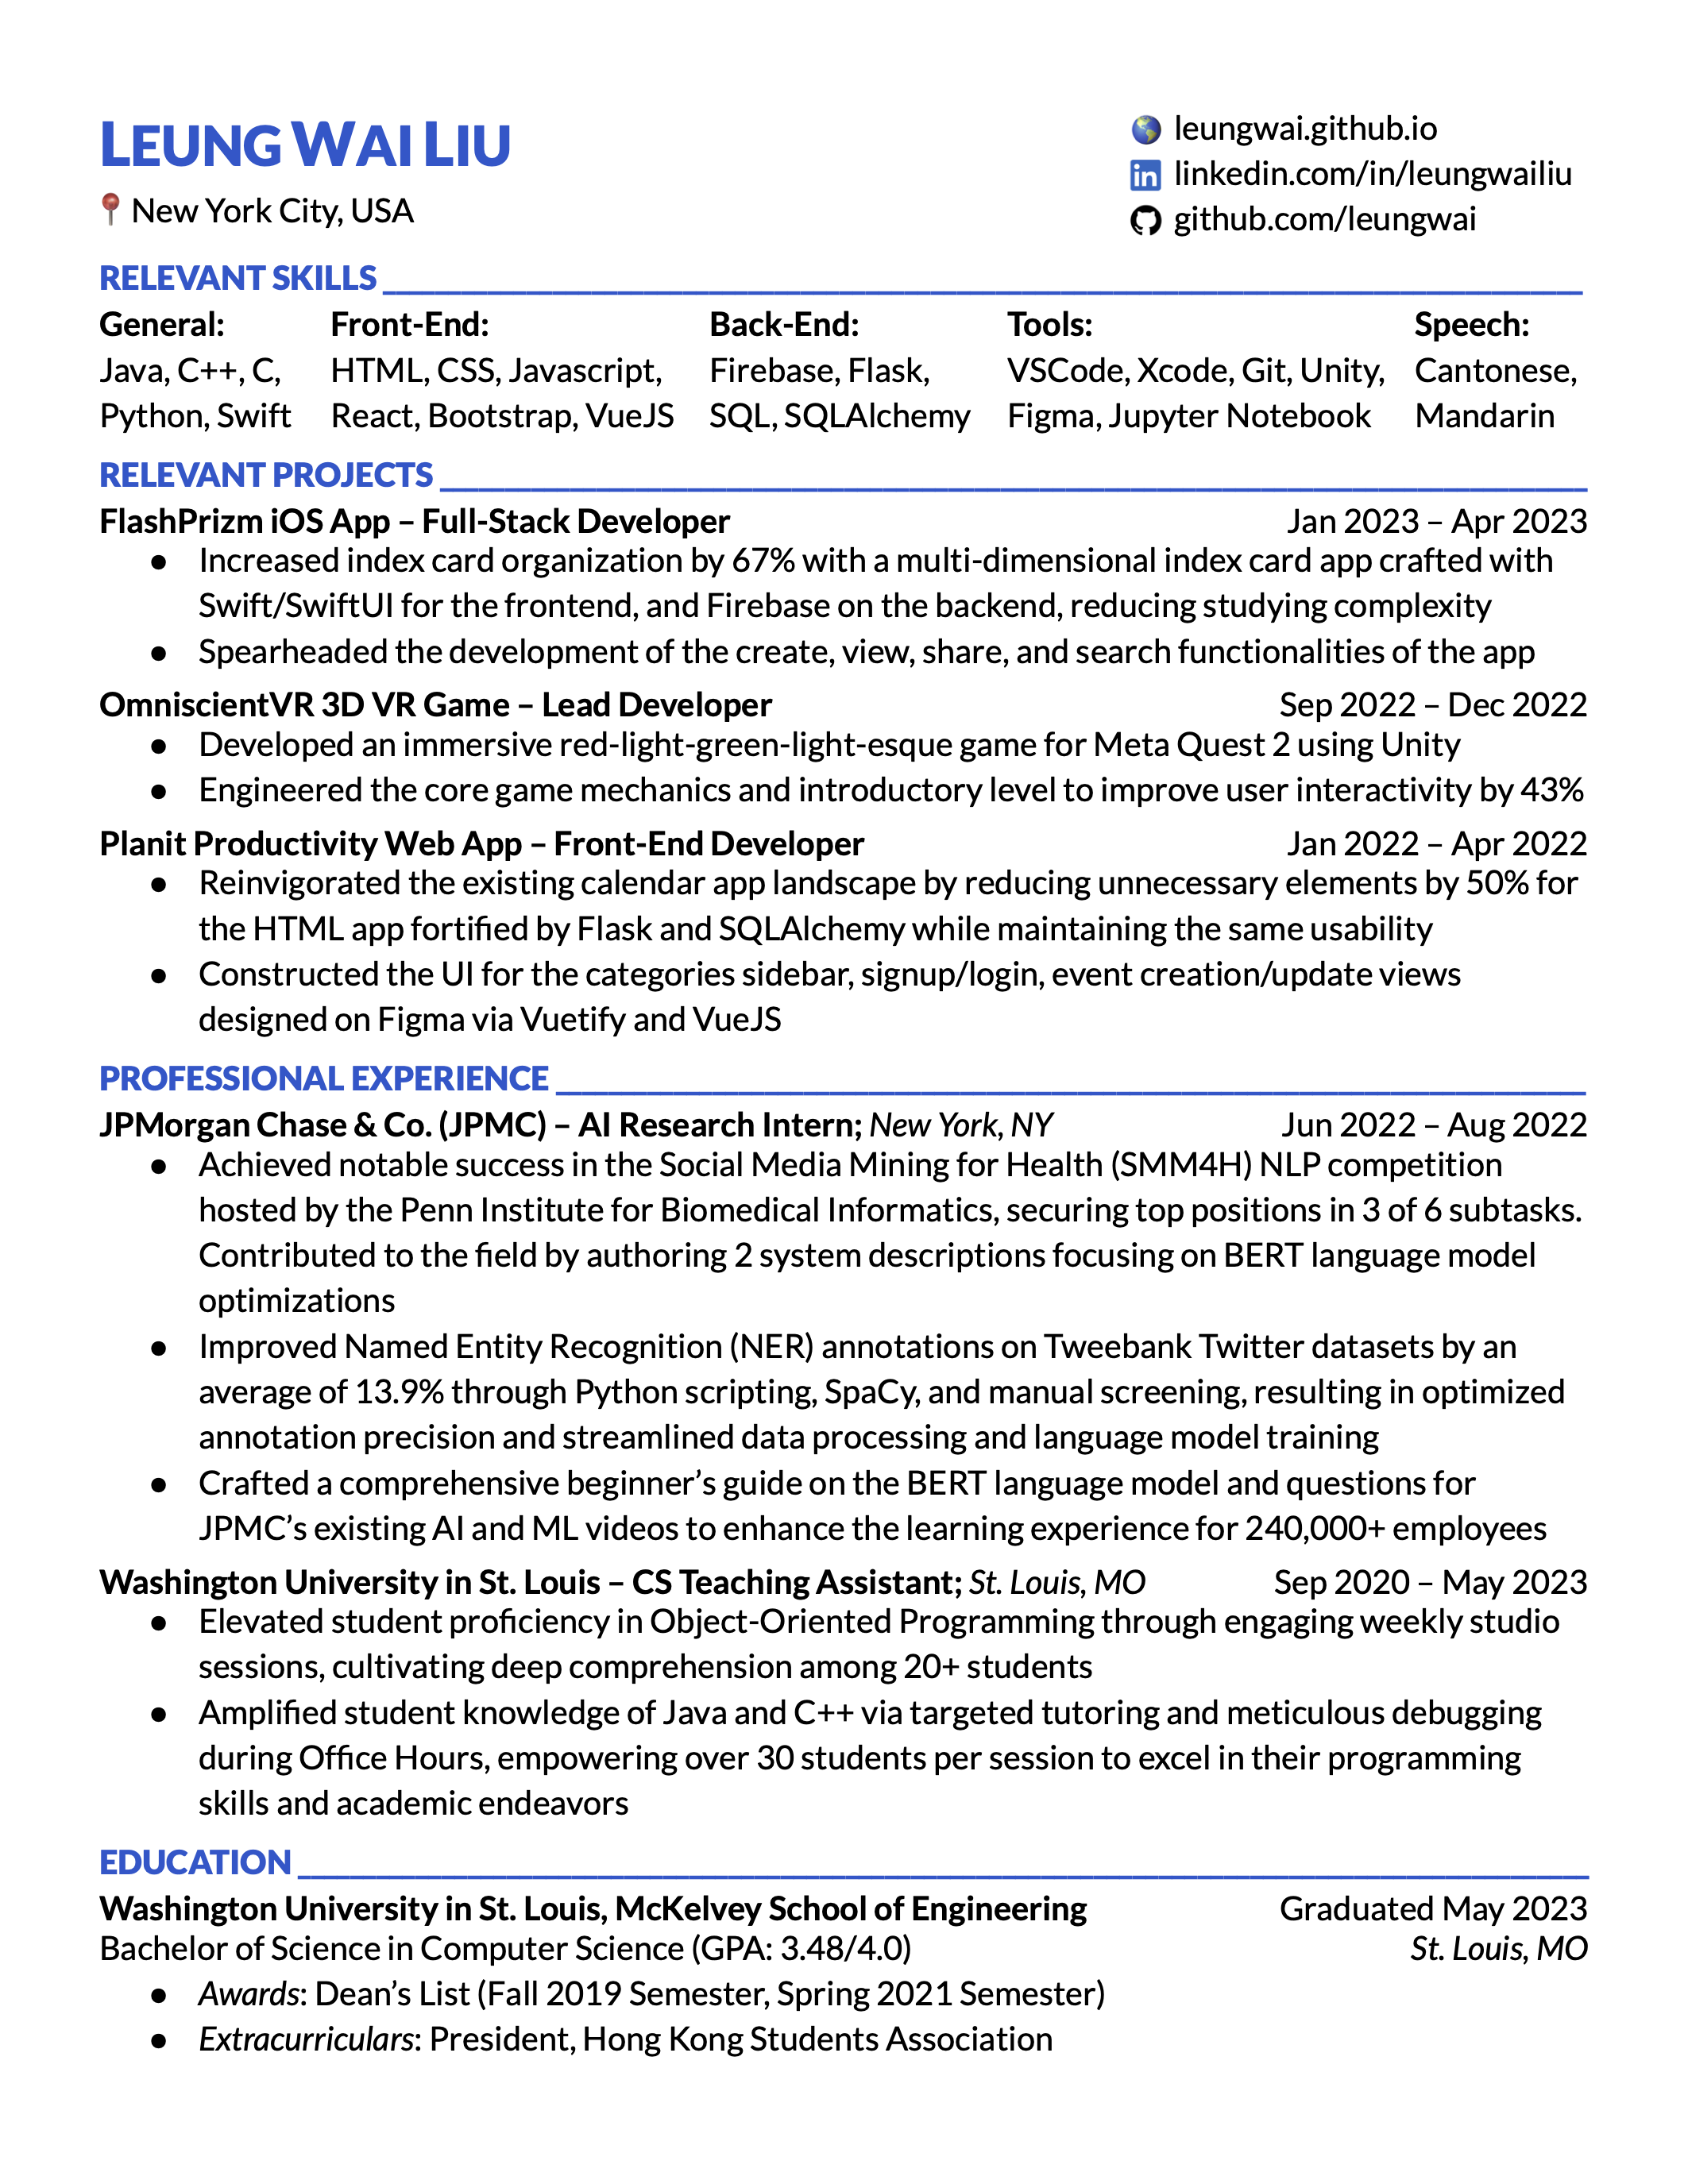 LEUNG WAI LIU
New York City, USA
leungwai.github.io
linkedin.com/in/leungwailiu
github.com/leungwai
RELEVANT SKILLS
General: Front-End: Back-End: Tools: Speech:
Java, C++, C, HTML, CSS, Javascript, Firebase, Flask, VSCode, Xcode, Git, Unity, Cantonese,
Python, Swift React, Bootstrap, VueJS SQL, SQLAlchemy Figma, Jupyter Notebook Mandarin
RELEVANT PROJECTS
FlashPrizm iOS App – Full-Stack Developer Jan 2023 – Apr 2023
● Increased index card organization by 67% with a multi-dimensional index card app crafted with
Swift/SwiftUI for the frontend, and Firebase on the backend, reducing studying complexity
● Spearheaded the development of the create, view, share, and search functionalities of the app
OmniscientVR 3D VR Game – Lead Developer Sep 2022 – Dec 2022
● Developed an immersive red-light-green-light-esque game for Meta Quest 2 using Unity
● Engineered the core game mechanics and introductory level to improve user interactivity by 43%
Planit Productivity Web App – Front-End Developer Jan 2022 – Apr 2022
● Reinvigorated the existing calendar app landscape by reducing unnecessary elements by 50% for
the HTML app fortified by Flask and SQLAlchemy while maintaining the same usability
● Constructed the UI for the categories sidebar, signup/login, event creation/update views
designed on Figma via Vuetify and VueJS
PROFESSIONAL EXPERIENCE
JPMorgan Chase & Co. (JPMC) – AI Research Intern; New York, NY Jun 2022 – Aug 2022
● Achieved notable success in the Social Media Mining for Health (SMM4H) NLP competition
hosted by the Penn Institute for Biomedical Informatics, securing top positions in 3 of 6 subtasks.
Contributed to the field by authoring 2 system descriptions focusing on BERT language model
optimizations
● Improved Named Entity Recognition (NER) annotations on Tweebank Twitter datasets by an
average of 13.9% through Python scripting, SpaCy, and manual screening, resulting in optimized
annotation precision and streamlined data processing and language model training
● Crafted a comprehensive beginner’s guide on the BERT language model and questions for
JPMC’s existing AI and ML videos to enhance the learning experience for 240,000+ employees
Washington University in St. Louis – CS Teaching Assistant; St. Louis, MO Sep 2020 – May 2023
● Elevated student proficiency in Object-Oriented Programming through engaging weekly studio
sessions, cultivating deep comprehension among 20+ students
● Amplified student knowledge of Java and C++ via targeted tutoring and meticulous debugging
during Office Hours, empowering over 30 students per session to excel in their programming
skills and academic endeavors
EDUCATION
Washington University in St. Louis, McKelvey School of Engineering Graduated May 2023
Bachelor of Science in Computer Science (GPA: 3.48/4.0) St. Louis, MO
● Awards: Dean’s List (Fall 2019 Semester, Spring 2021 Semester)
● Extracurriculars: President, Hong Kong Students Association